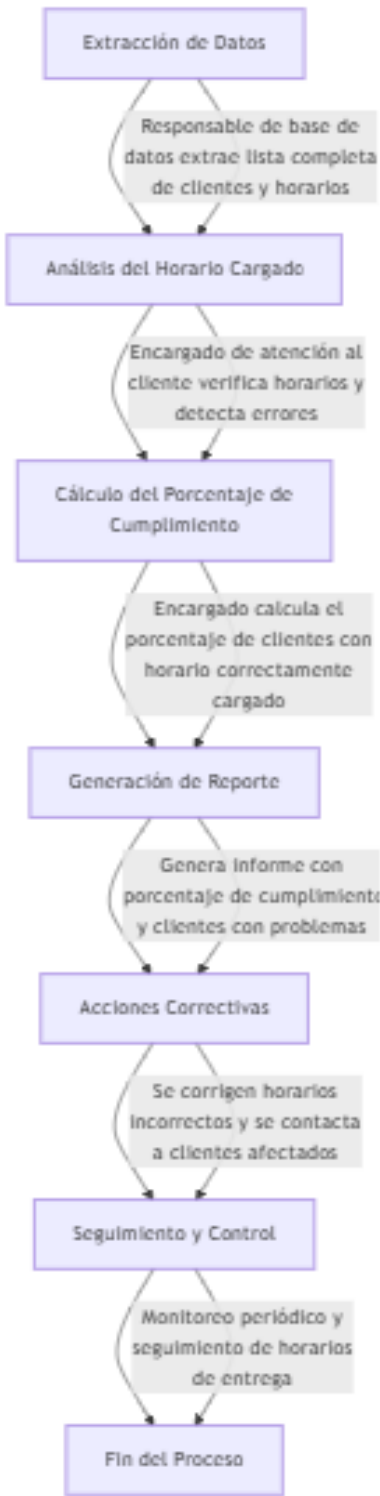 Extracción de Datos
Responsable de base de
datos extrae lista completa
de clientes y horarios
Análisis del Horario Cargado
Encargado de atención al
cliente verifica horarios y
detecta errores
Cálculo del Porcentaje de
Cumplimiento
Encargado calcula el
porcentaje de clientes con
horario correctamente
cargado
Generación de Reporte
Genera informe con
porcentaje de cumplimiento
y clientes con problemas
Acciones Correctivas
Se corrigen horarios
incorrectos y se contacta
a clientes afectados
Seguimiento y Control
Monitoreo periódico y
seguimiento de horarios
de entrega
Fin del Proceso